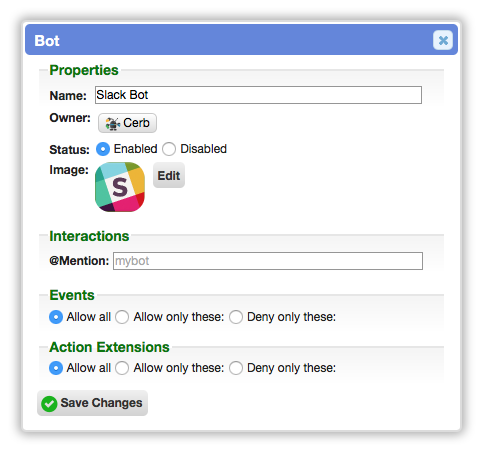 Bot
Properties
Name: Slack Bot
Owner: Cerb
Status: Enabled Disabled
Image: S Edit
Interactions
@Mention: mybot
Events
Allow all Allow only these: Deny only these:
Action Extensions
Allow all Allow only these: Deny only these:
Save Changes